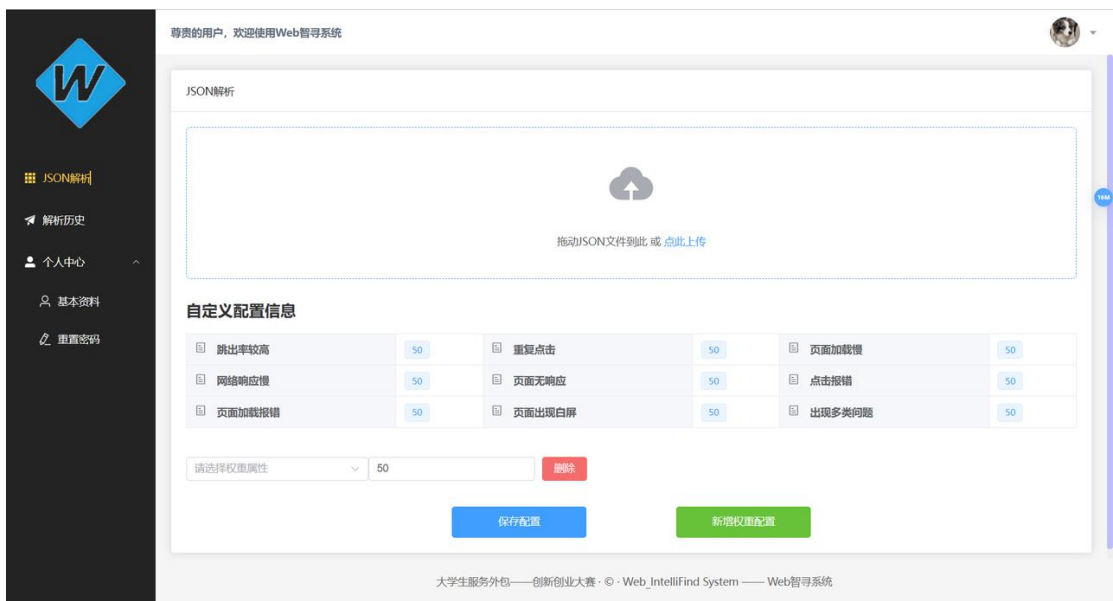 尊贵的用户，欢迎使用Web智寻系统
W
JSON解析
解析历史
个人中心
基本资料
重置密码
JSON解析
拖动JSON文件到此 或 点此上传
16M
自定义配置信息
跳出率较高 50 重复点击 50 页面加载慢 50
网络响应慢 50 页面无响应 50 点击报错 50
页面加载报错 50 页面出现白屏 50 出现多类问题 50
请选择权重属性 50 删除
保存配置 新增权重配置
大学生服务外包——创新创业大赛 · © · Web_IntelliFind System —— Web智寻系统